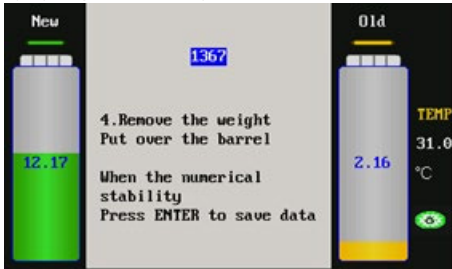 New
1367
Old
4.Remove the weight
Put over the barrel
When the numerical
stability
Press ENTER to save data
12.17
2.16
TEMP
31.0
°C